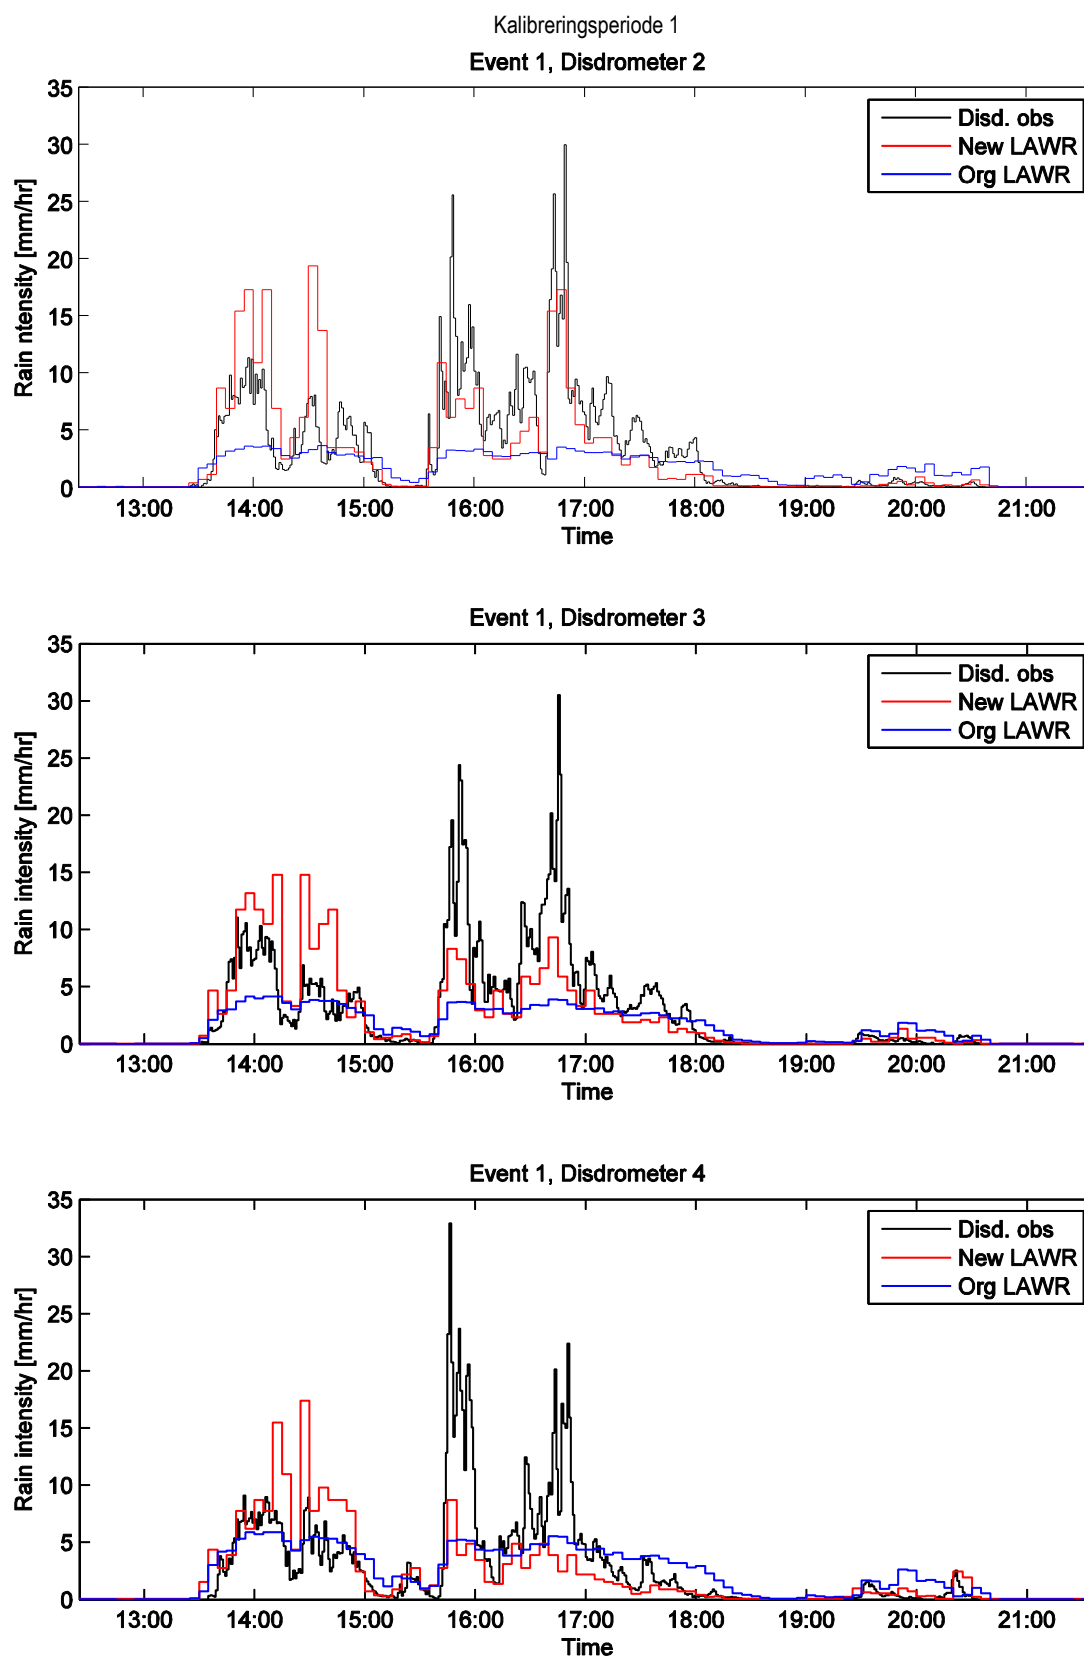 Kalibreringsperiode 1
Event 1, Disdrometer 2
35
30
25
20
15
10
5
0
Rain ntensity [mm/hr]
Disd. obs
New LAWR
Org LAWR
13:00 14:00 15:00 16:00 17:00 18:00 19:00 20:00 21:00
Time
Event 1, Disdrometer 3
35
30
25
20
15
10
5
0
Rain intensity [mm/hr]
Disd. obs
New LAWR
Org LAWR
13:00 14:00 15:00 16:00 17:00 18:00 19:00 20:00 21:00
Time
Event 1, Disdrometer 4
35
30
25
20
15
10
5
0
Rain intensity [mm/hr]
Disd. obs
New LAWR
Org LAWR
13:00 14:00 15:00 16:00 17:00 18:00 19:00 20:00 21:00
Time